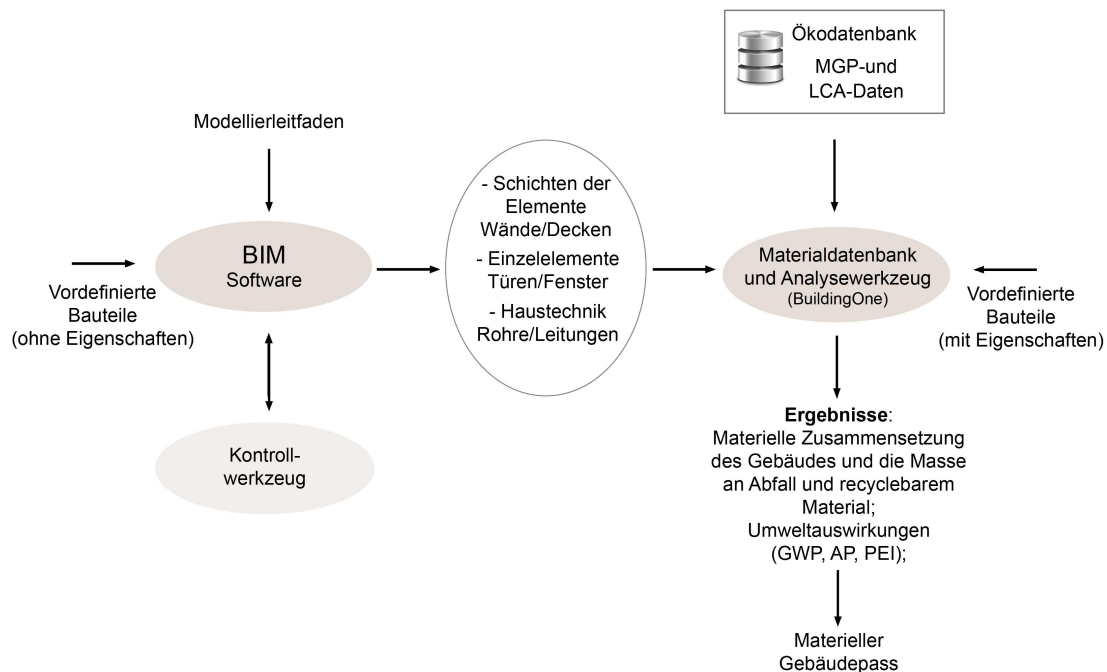 Ökodatenbank
MGP-und
LCA-Daten
Modellierleitfaden
BIM
Software
Vordefinierte
Bauteile
(ohne Eigenschaften)
- Schichten der
Elemente
Wände/Decken
- Einzelelemente
Türen/Fenster
- Haustechnik
Rohre/Leitungen
Materialdatenbank
und Analysewerkzeug
(BuildingOne)
Vordefinierte
Bauteile
(mit Eigenschaften)
Kontroll-
werkzeug
Ergebnisse:
Materielle Zusammensetzung
des Gebäudes und die Masse
an Abfall und recyclebarem
Material;
Umweltauswirkungen
(GWP, AP, PEI);
Materieller
Gebäudepass